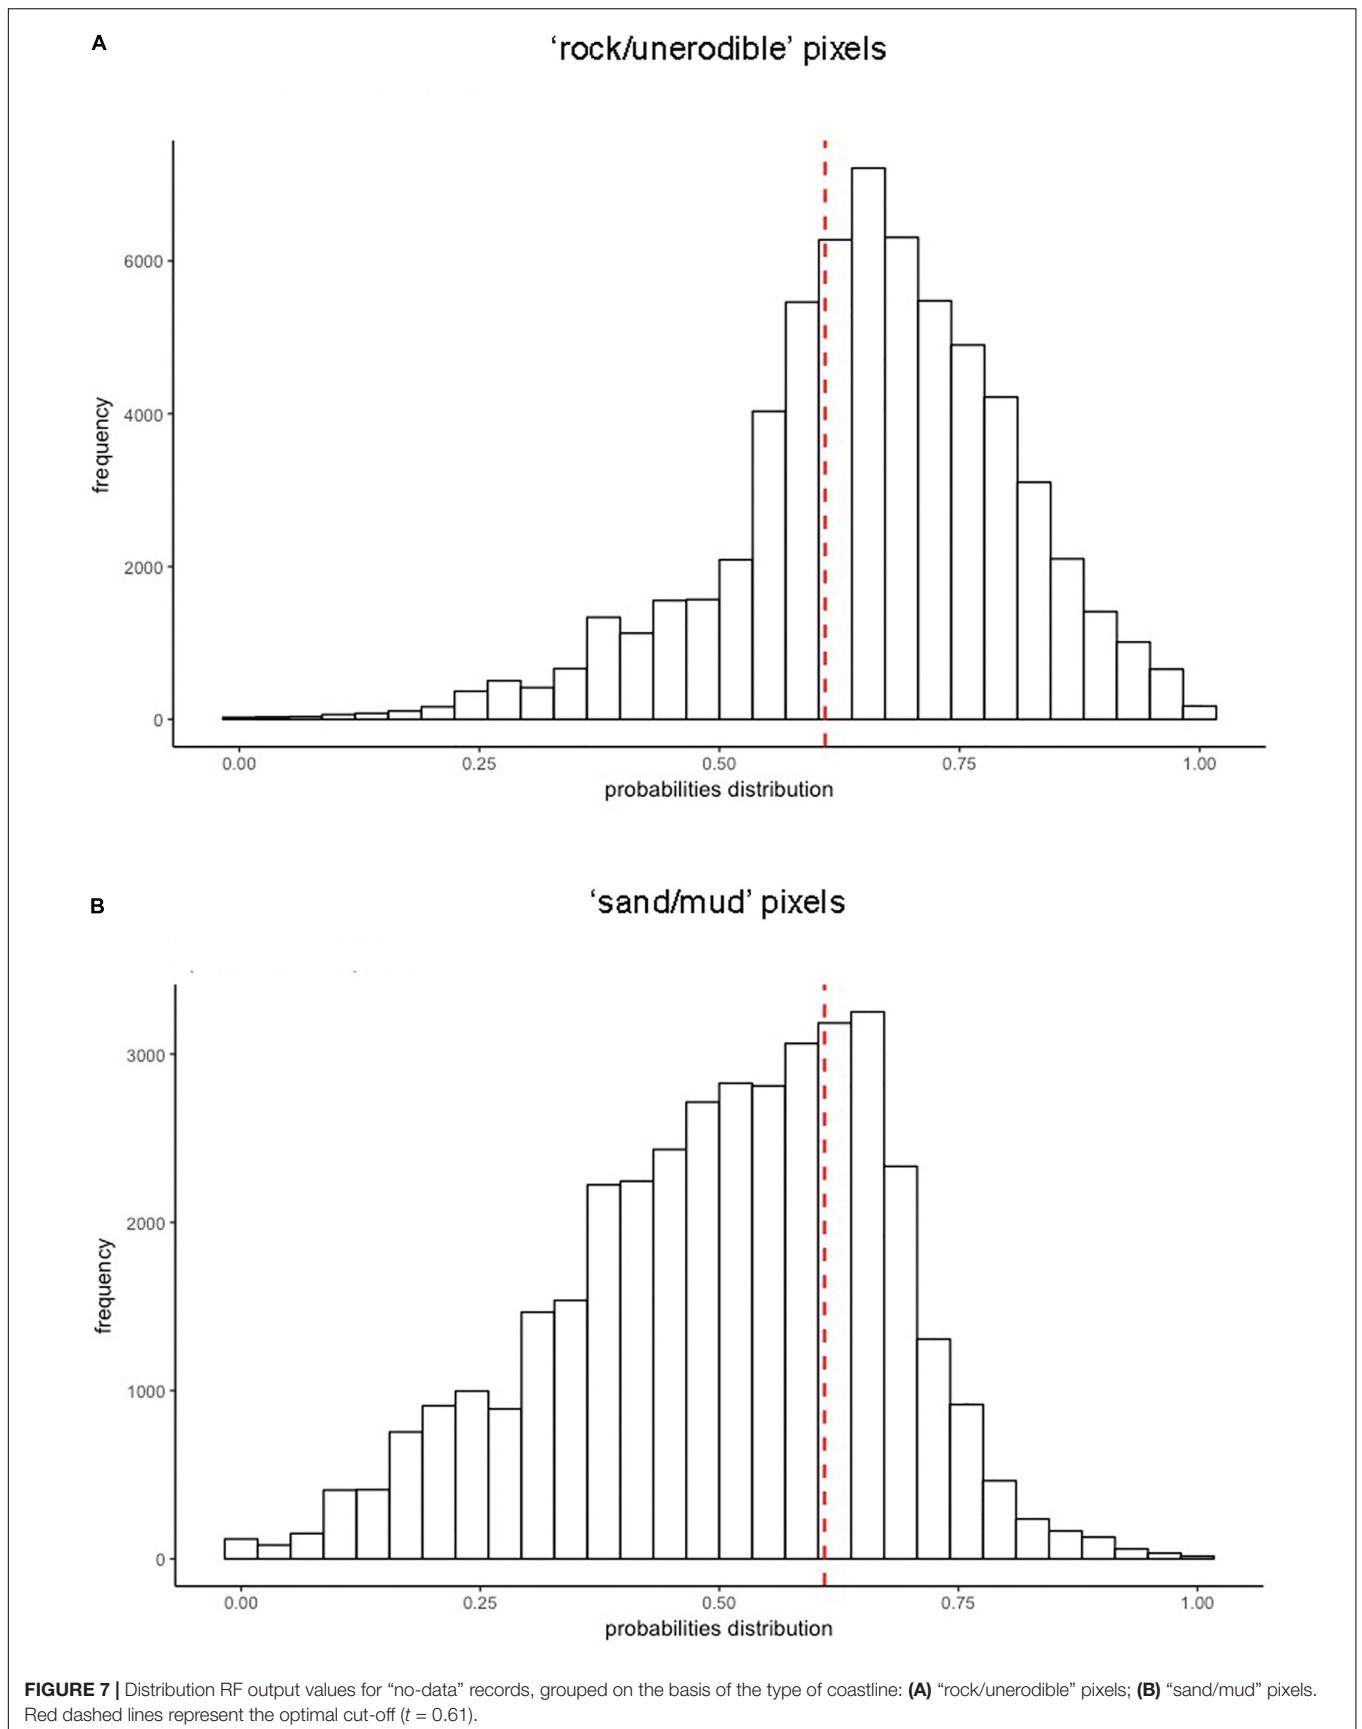 A
‘rock/unerodible’ pixels
6000
4000
2000
0
frequency
0.00 0.25 0.50 0.75 1.00
probabilities distribution
B
‘sand/mud’ pixels
3000
2000
1000
0
frequency
0.00 0.25 0.50 0.75 1.00
probabilities distribution
FIGURE 7 | Distribution RF output values for “no-data” records, grouped on the basis of the type of coastline: (A) “rock/unerodible” pixels; (B) “sand/mud” pixels.
Red dashed lines represent the optimal cut-off (t = 0.61).